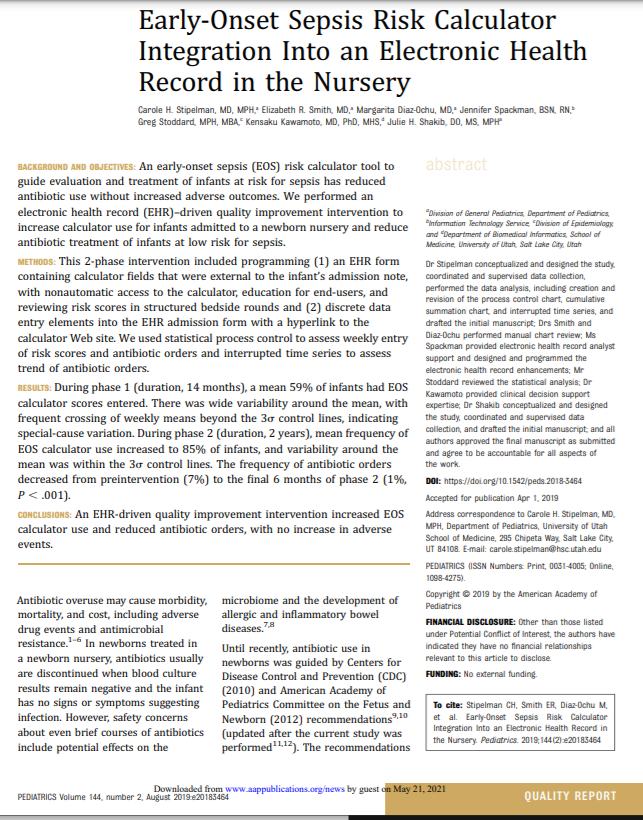 Early-Onset Sepsis Risk Calculator
Integration Into an Electronic Health
Record in the Nursery
Carole H. Stipelman, MD, MPH,ᵃ Elizabeth R. Smith, MD,ᵃ Margarita Diaz-Ochu, MD,ᵃ Jennifer Spackman, BSN, RN,ᵇ
Greg Stoddard, MPH, MBA,ᶜ Kensaku Kawamoto, MD, PhD, MHS,ᵈ Julie H. Shakib, DO, MS, MPHᵃ
BACKGROUND AND OBJECTIVES: An early-onset sepsis (EOS) risk calculator tool to
guide evaluation and treatment of infants at risk for sepsis has reduced
antibiotic use without increased adverse outcomes. We performed an
electronic health record (EHR)–driven quality improvement intervention to
increase calculator use for infants admitted to a newborn nursery and reduce
antibiotic treatment of infants at low risk for sepsis.
METHODS: This 2-phase intervention included programming (1) an EHR form
containing calculator fields that were external to the infant's admission note,
with nonautomatic access to the calculator, education for end-users, and
reviewing risk scores in structured bedside rounds and (2) discrete data
entry elements into the EHR admission form with a hyperlink to the
calculator Web site. We used statistical process control to assess weekly entry
of risk scores and antibiotic orders and interrupted time series to assess
trend of antibiotic orders.
RESULTS: During phase 1 (duration, 14 months), a mean 59% of infants had EOS
calculator scores entered. There was wide variability around the mean, with
frequent crossing of weekly means beyond the 3σ control lines, indicating
special-cause variation. During phase 2 (duration, 2 years), mean frequency of
EOS calculator use increased to 85% of infants, and variability around the
mean was within the 3σ control lines. The frequency of antibiotic orders
decreased from preintervention (7%) to the final 6 months of phase 2 (1%,
P < .001).
CONCLUSIONS: An EHR-driven quality improvement intervention increased EOS
calculator use and reduced antibiotic orders, with no increase in adverse
events.
abstract
ᵃDivision of General Pediatrics, Department of Pediatrics,
ᵇInformation Technology Service, ᶜDivision of Epidemiology,
and ᵈDepartment of Biomedical Informatics, School of
Medicine, University of Utah, Salt Lake City, Utah
Dr Stipelman conceptualized and designed the study,
coordinated and supervised data collection,
performed the data analysis, including creation and
revision of the process control chart, cumulative
summation chart, and interrupted time series, and
drafted the initial manuscript; Drs Smith and
Diaz-Ochu performed manual chart review; Ms
Spackman provided electronic health record analyst
support and designed and programmed the
electronic health record enhancements; Mr
Stoddard reviewed the statistical analysis; Dr
Kawamoto provided clinical decision support
expertise; Dr Shakib conceptualized and designed
the study, coordinated and supervised data
collection, and drafted the initial manuscript; and all
authors approved the final manuscript as submitted
and agree to be accountable for all aspects of
the work.
DOI: https://doi.org/10.1542/peds.2018-3464
Accepted for publication Apr 1, 2019
Address correspondence to Carole H. Stipelman, MD,
MPH, Department of Pediatrics, University of Utah
School of Medicine, 295 Chipeta Way, Salt Lake City,
UT 84108. E-mail: carole.stipelman@hsc.utah.edu
PEDIATRICS (ISSN Numbers: Print, 0031-4005; Online,
1098-4275).
Copyright © 2019 by the American Academy of
Pediatrics
FINANCIAL DISCLOSURE: Other than those listed
under Potential Conflict of Interest, the authors have
indicated they have no financial relationships
relevant to this article to disclose.
FUNDING: No external funding.
To cite: Stipelman CH, Smith ER, Diaz-Ochu M,
et al. Early-Onset Sepsis Risk Calculator
Integration Into an Electronic Health Record in
the Nursery. Pediatrics. 2019;144(2):e20183464
Antibiotic overuse may cause morbidity,
mortality, and cost, including adverse
drug events and antimicrobial
resistance.¹⁻⁶ In newborns treated in
a newborn nursery, antibiotics usually
are discontinued when blood culture
results remain negative and the infant
has no signs or symptoms suggesting
infection. However, safety concerns
about even brief courses of antibiotics
include potential effects on the
microbiome and the development of
allergic and inflammatory bowel
diseases.⁷,⁸
Until recently, antibiotic use in
newborns was guided by Centers for
Disease Control and Prevention (CDC)
(2010) and American Academy of
Pediatrics Committee on the Fetus and
Newborn (2012) recommendations⁹,¹⁰
(updated after the current study was
performed¹¹,¹²). The recommendations
Downloaded from www.aappublications.org/news by guest on May 21, 2021
PEDIATRICS Volume 144, number 2, August 2019:e20183464
QUALITY REPORT